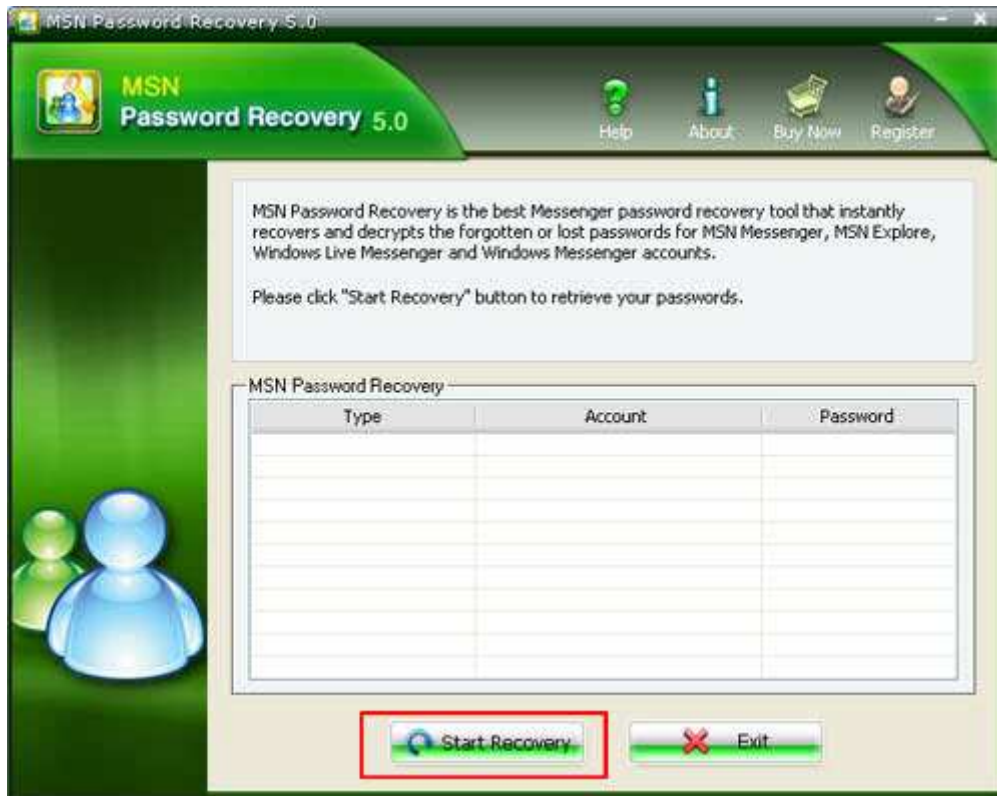 MSN Password Recovery 5.0
MSN
Password Recovery 5.0
Help
About
Buy Now
Register
MSN Password Recovery is the best Messenger password recovery tool that instantly
recovers and decrypts the forgotten or lost passwords for MSN Messenger, MSN Explore,
Windows Live Messenger and Windows Messenger accounts.
Please click "Start Recovery" button to retrieve your passwords.
MSN Password Recovery
Type
Account
Password
Start Recovery
Exit